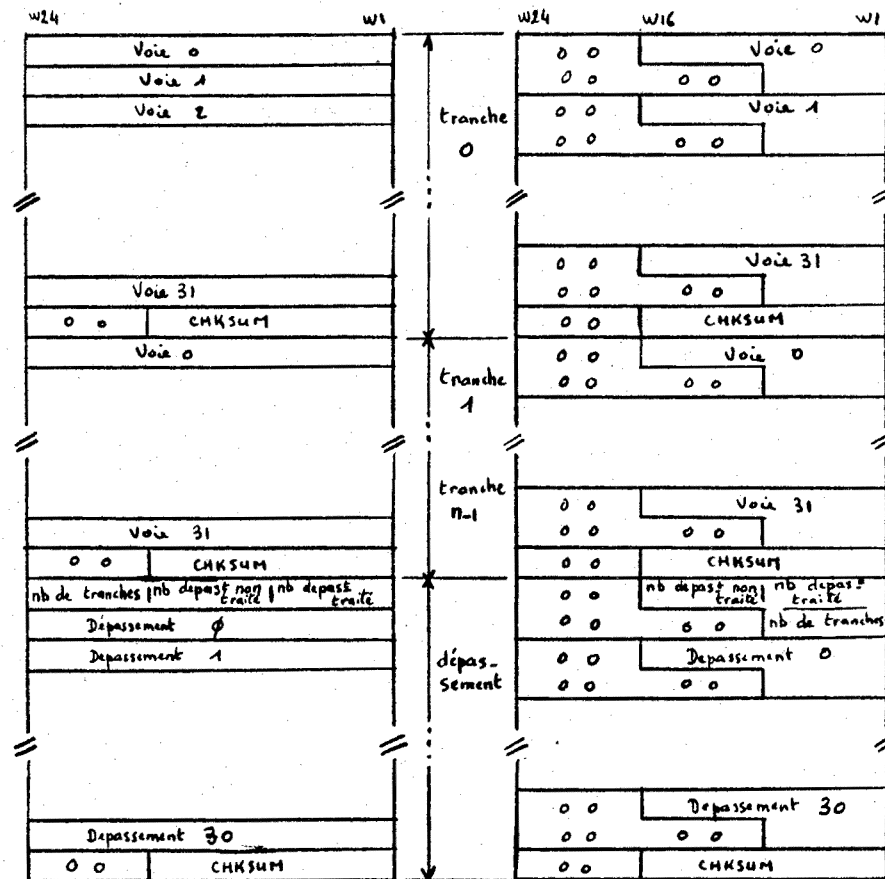 W24 W1 W24 W16 W1
Voie 0
Voie 1
Voie 2
Voie 31
0 0 CHKSUM
Voie 0
Voie 31
0 0 CHKSUM
nb de tranches nb depast non traité nb depast traité
Dépassement 0
Depassement 1
Depassement 30
0 0 CHKSUM
tranche
0
tranche
1
tranche
n-1
dépas-
sement
0 0 Voie 0
0 0 0 0
0 0 Voie 1
0 0 0 0
0 0 Voie 31
0 0 0 0
0 0 CHKSUM
0 0 Voie 0
0 0 0 0
0 0 Voie 31
0 0 0 0
0 0 CHKSUM
0 0 nb depast non traité nb depast traité
0 0 0 0 nb de tranches
0 0 Depassement 0
0 0 0 0
0 0 Depassement 30
0 0 0 0
0 0 CHKSUM